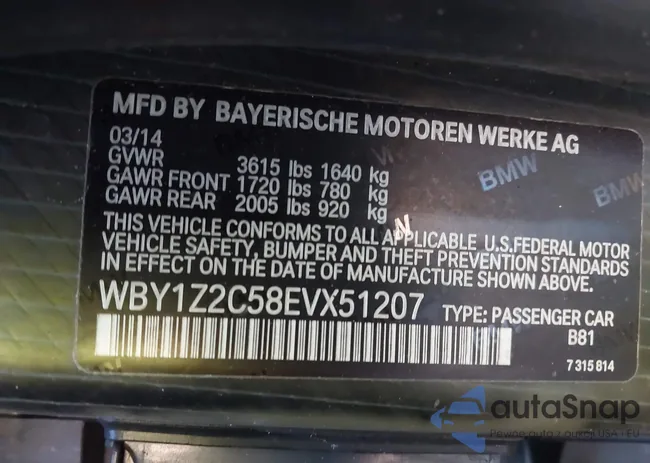 MFD BY BAYERISCHE MOTOREN WERKE AG
03/14
GVWR 3615 lbs 1640 kg
GAWR FRONT 1720 lbs 780 kg
GAWR REAR 2005 lbs 920 kg
BMW
BMW
THIS VEHICLE CONFORMS TO ALL APPLICABLE U.S.FEDERAL MOTOR
VEHICLE SAFETY, BUMPER AND THEFT PREVENTION STANDARDS
IN EFFECT ON THE DATE OF MANUFACTURE SHOWN ABOVE.
WBY1Z2C58EVX51207 TYPE: PASSENGER CAR
B81
7 315 814
autoSnap